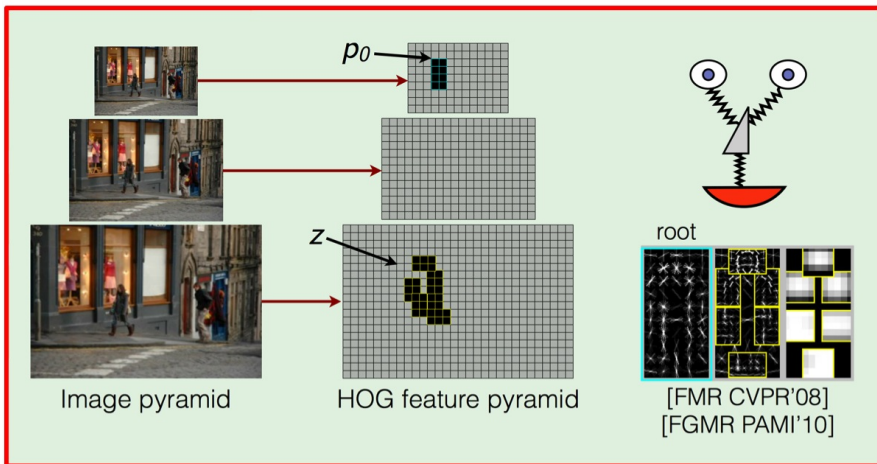 p0
z
root
Image pyramid
HOG feature pyramid
[FMR CVPR'08]
[FGMR PAMI'10]